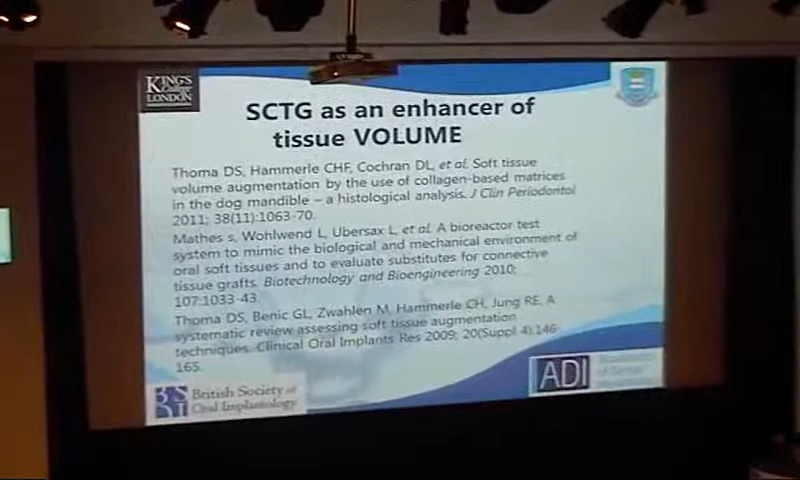 KING'S
College
LONDON
SCTG as an enhancer of
tissue VOLUME
Thoma DS, Hammerle CHF, Cochran DL, et al. Soft tissue
volume augmentation by the use of collagen-based matrices
in the dog mandible – a histological analysis. J Clin Periodontol
2011; 38(11):1063-70.
Mathes s, Wohlwend L, Ubersax L, et al. A bioreactor test
system to mimic the biological and mechanical environment of
oral soft tissues and to evaluate substitutes for connective
tissue grafts. Biotechnology and Bioengineering 2010;
107:1033-43.
Thoma DS, Benic GL, Zwahlen M, Hammerle CH, Jung RE. A
systematic review assessing soft tissue augmentation
techniques. Clinical Oral Implants Res 2009; 20(Suppl 4):146-
165.
British Society of
Oral Implantology
ADI